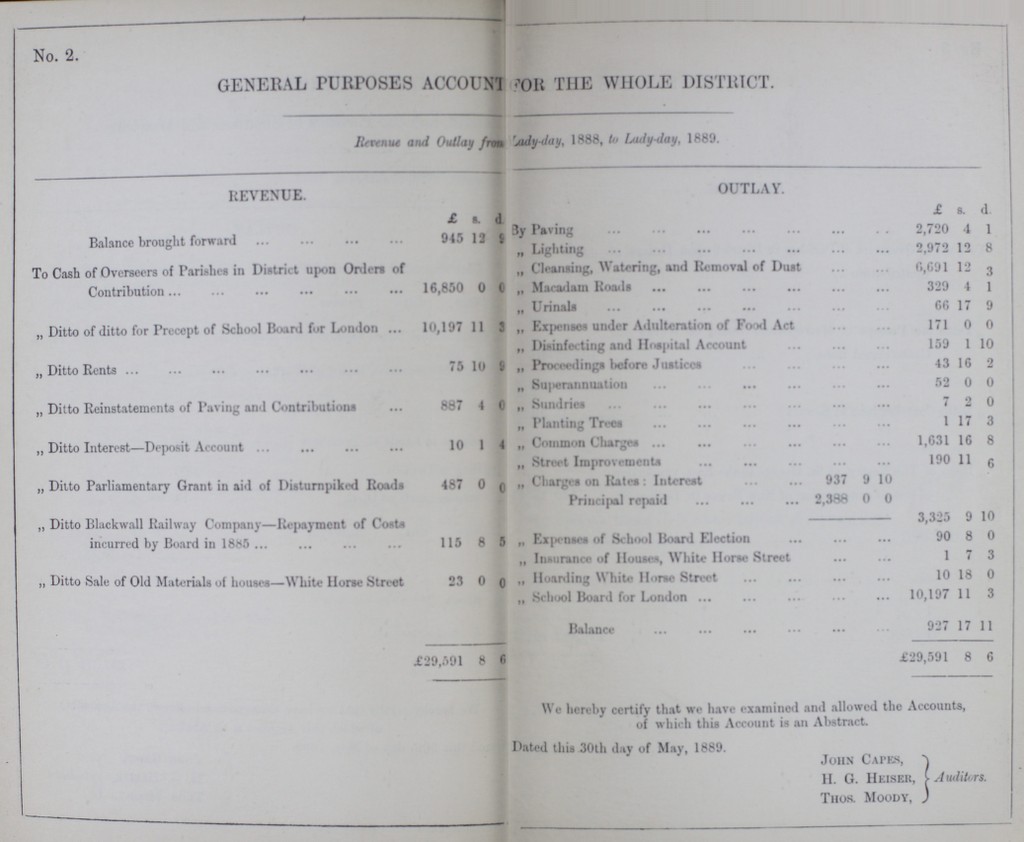 No. 2.
GENERAL PURPOSES ACCOUNT FOR THE WHOLE DISTRICT.
Revenue and Outlay from Lady-day, 1888, to Lady-day, 1889.
REVENUE.
£ s. d.
Balance brought forward ... ... ... ... 945 12 9
To Cash of Overseers of Parishes in District upon Orders of
Contribution ... ... ... ... ... ... 16,850 0 0
„ Ditto of ditto for Precept of School Board for London ... 10,197 11 3
„ Ditto Rents ... ... ... ... ... ... ... 75 10 9
„ Ditto Reinstatements of Paving and Contributions ... 887 4 0
„ Ditto Interest—Deposit Account ... ... ... ... 10 1 4
„ Ditto Parliamentary Grant in aid of Disturnpiked Roads 487 0 0
„ Ditto Blackwall Railway Company—Repayment of Costs
incurred by Board in 1885 ... ... ... ... 115 8 5
„ Ditto Sale of Old Materials of houses—White Horse Street 23 0 0
£29,591 8 6
OUTLAY.
£ s. d.
By Paving ... ... ... ... ... ... ... 2,720 4 1
„ Lighting ... ... ... ... ... ... ... 2,972 12 8
„ Cleansing, Watering, and Removal of Dust ... ... 6,691 12 3
„ Macadam Roads ... ... ... ... ... ... 329 4 1
„ Urinals ... ... ... ... ... ... ... 66 17 9
„ Expenses under Adulteration of Food Act ... ... 171 0 0
„ Disinfecting and Hospital Account ... ... ... 159 1 10
„ Proceedings before Justices ... ... ... ... 43 16 2
„ Superannuation ... ... ... ... ... ... 52 0 0
„ Sundries ... ... ... ... ... ... ... 7 2 0
„ Planting Trees ... ... ... ... ... ... 1 17 3
„ Common Charges ... ... ... ... ... ... 1,631 16 8
„ Street Improvements ... ... ... ... ... 190 11 6
„ Charges on Rates: Interest ... ... 937 9 10
Principal repaid ... ... ... 2,388 0 0
3,325 9 10
„ Expenses of School Board Election ... ... ... 90 8 0
„ Insurance of Houses, White Horse Street ... ... 1 7 3
„ Hoarding White Horse Street ... ... ... ... 10 18 0
„ School Board for London ... ... ... ... ... 10,197 11 3
Balance ... ... ... ... ... ... 927 17 11
£29,591 8 6
We hereby certify that we have examined and allowed the Accounts,
of which this Account is an Abstract.
Dated this 30th day of May, 1889.
JOHN CAPES,
H. G. HEISER, } Auditors.
THOS. MOODY,